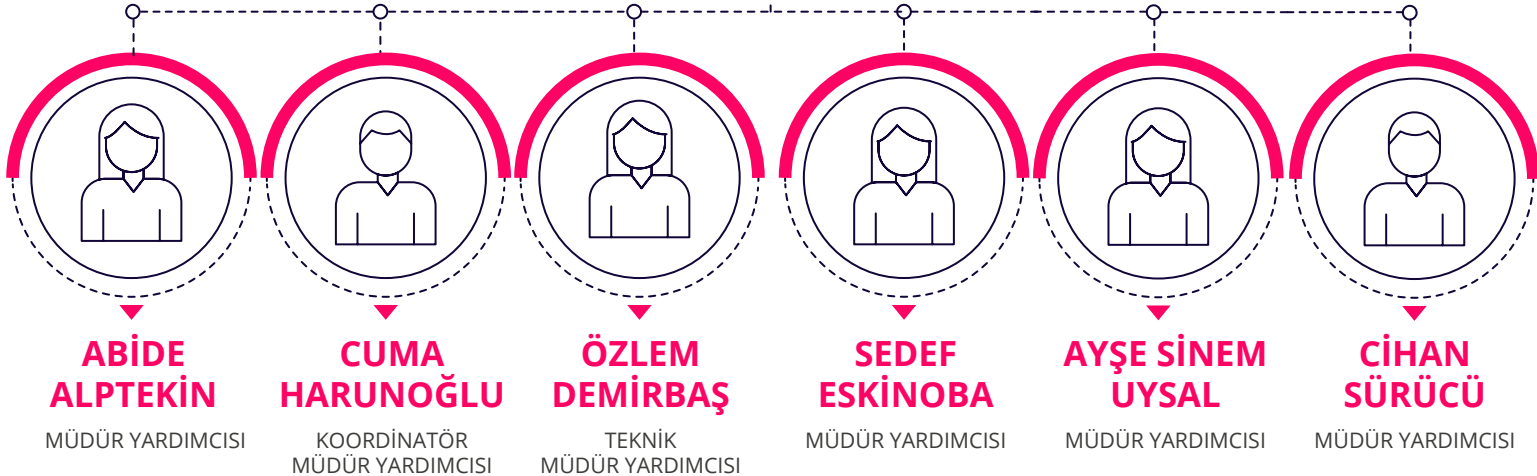 ABİDE
ALPTEKİN
MÜDÜR YARDIMCISI
CUMA
HARUNOĞLU
KOORDİNATÖR
MÜDÜR YARDIMCISI
ÖZLEM
DEMİRBAŞ
TEKNİK
MÜDÜR YARDIMCISI
SEDEF
ESKİNOBA
MÜDÜR YARDIMCISI
AYŞE SİNEM
UYSAL
MÜDÜR YARDIMCISI
CİHAN
SÜRÜCÜ
MÜDÜR YARDIMCISI